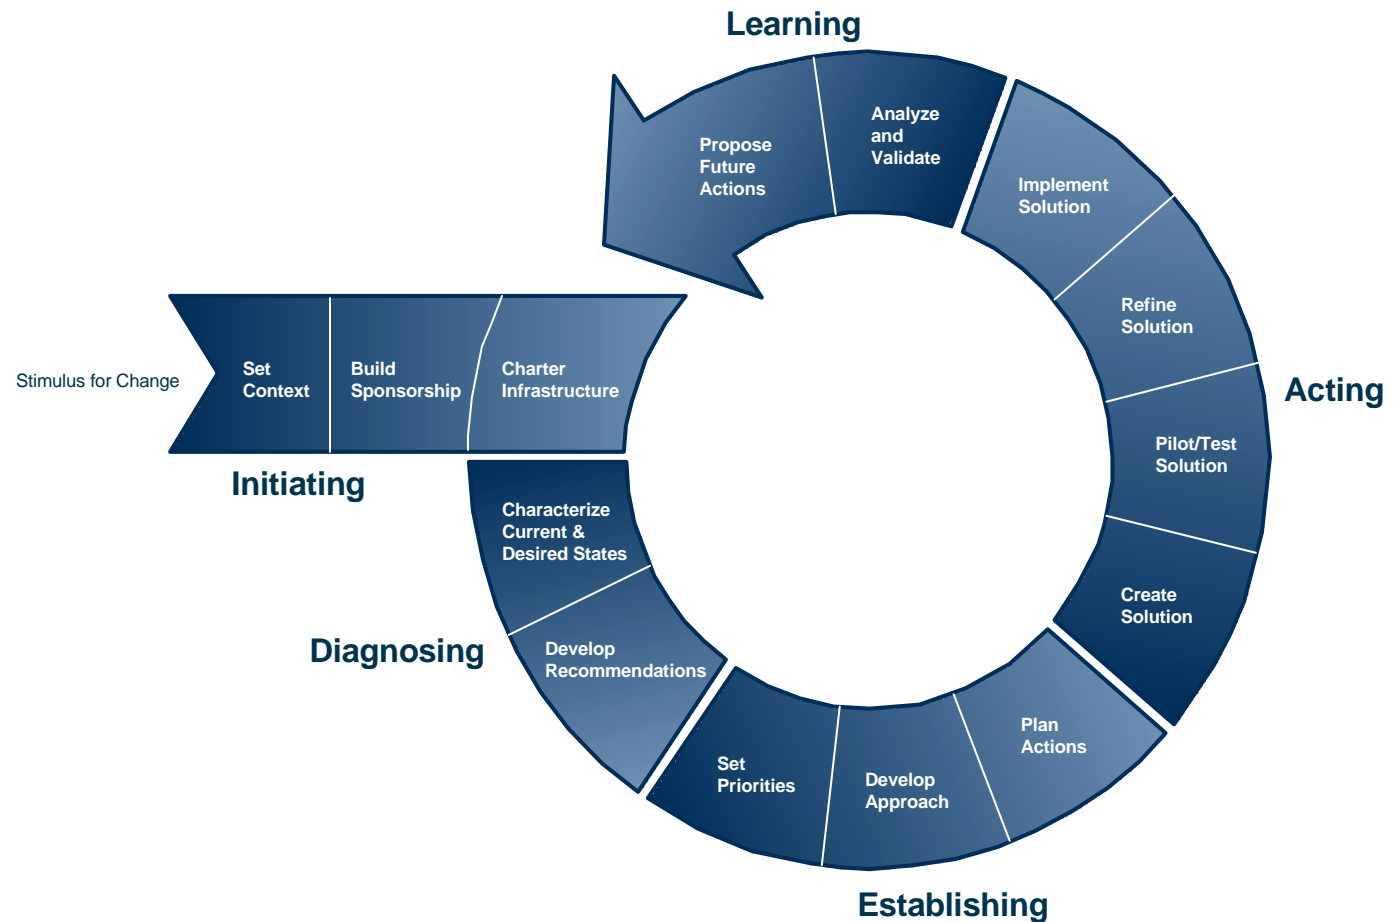 Learning
Analyze
and
Validate
Propose
Future
Actions
Implement
Solution
Refine
Solution
Stimulus for Change
Set
Context
Build
Sponsorship
Charter
Infrastructure
Acting
Pilot/Test
Solution
Initiating
Characterize
Current &
Desired States
Create
Solution
Diagnosing
Develop
Recommendations
Plan
Actions
Set
Priorities
Develop
Approach
Establishing